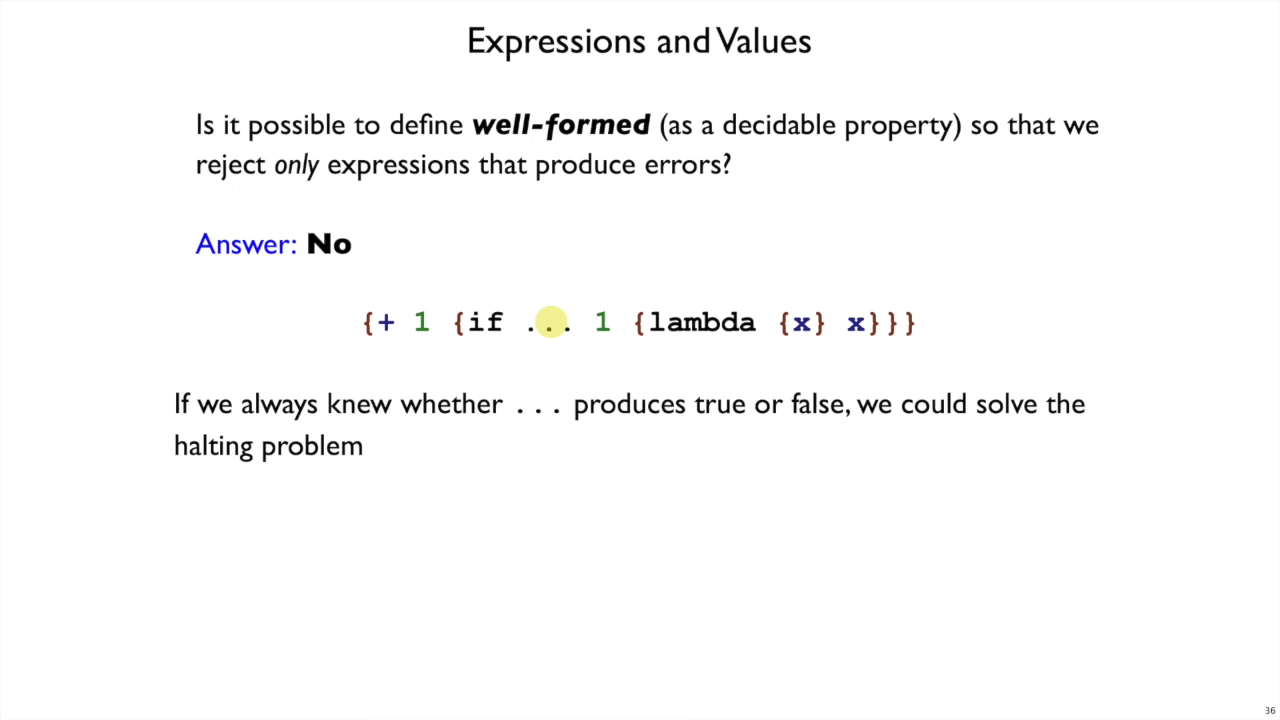 Expressions and Values
Is it possible to define well-formed (as a decidable property) so that we
reject only expressions that produce errors?
Answer: No
{+ 1 {if ... 1 {lambda {x} x}}}
If we always knew whether ... produces true or false, we could solve the
halting problem
36